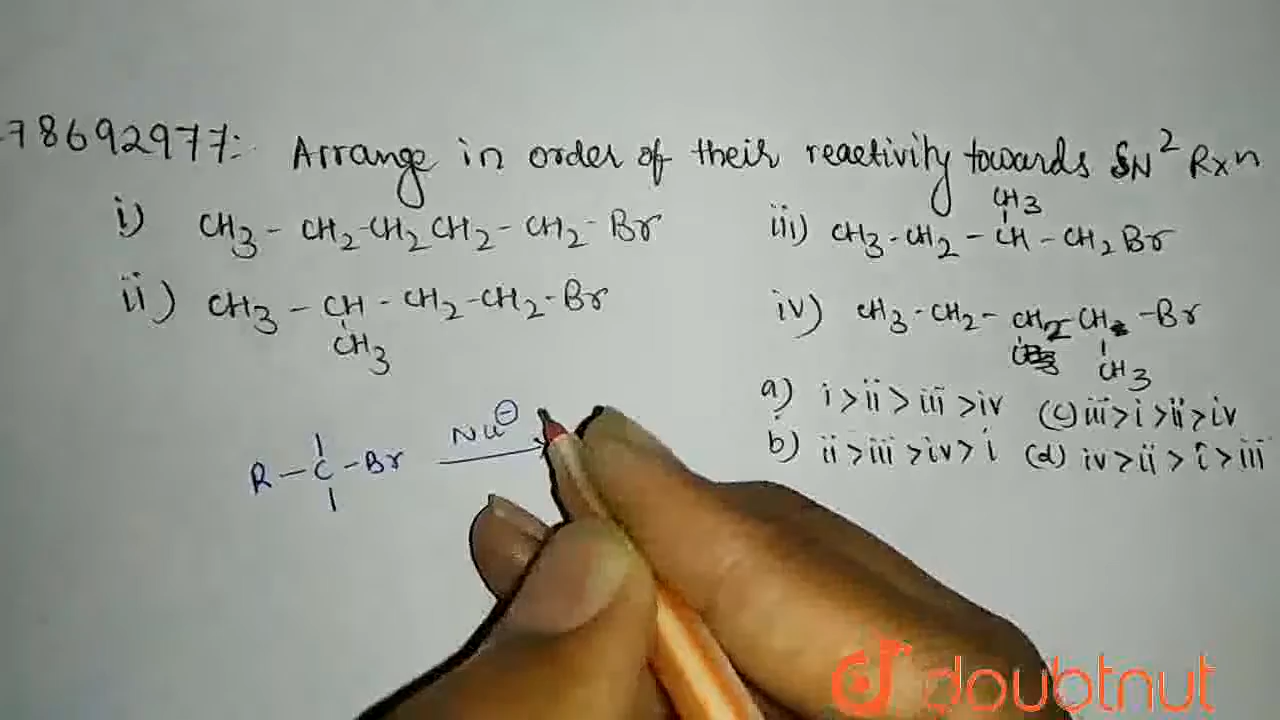 78692977:- Arrange in order of their reactivity towards SN² Rxn
i) CH3 - CH2-CH2 CH2 - CH2 - Br
ii) CH3 - CH - CH2 - CH2 - Br
CH3
CH3
iii) CH3 - CH2 - CH - CH2 Br
iv) CH3 - CH2 - CH2 - CH - Br
CH3
a) i > ii > iii > iv (c) iii > i > ii > iv
b) ii > iii > iv > i (d) iv > ii > i > iii
R - C - Br Nu⊖
doubtnut